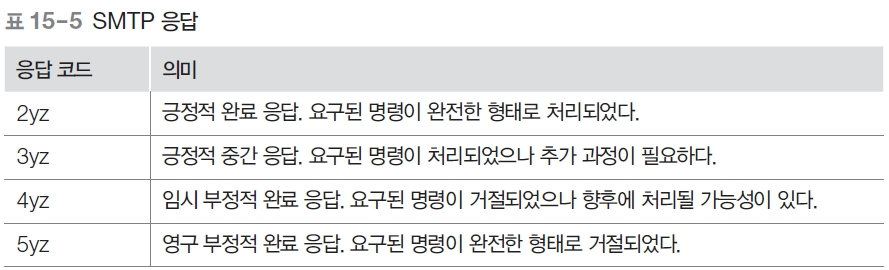 표 15-5 SMTP 응답
응답 코드 의미
2yz 긍정적 완료 응답. 요구된 명령이 완전한 형태로 처리되었다.
3yz 긍정적 중간 응답. 요구된 명령이 처리되었으나 추가 과정이 필요하다.
4yz 임시 부정적 완료 응답. 요구된 명령이 거절되었으나 향후에 처리될 가능성이 있다.
5yz 영구 부정적 완료 응답. 요구된 명령이 완전한 형태로 거절되었다.